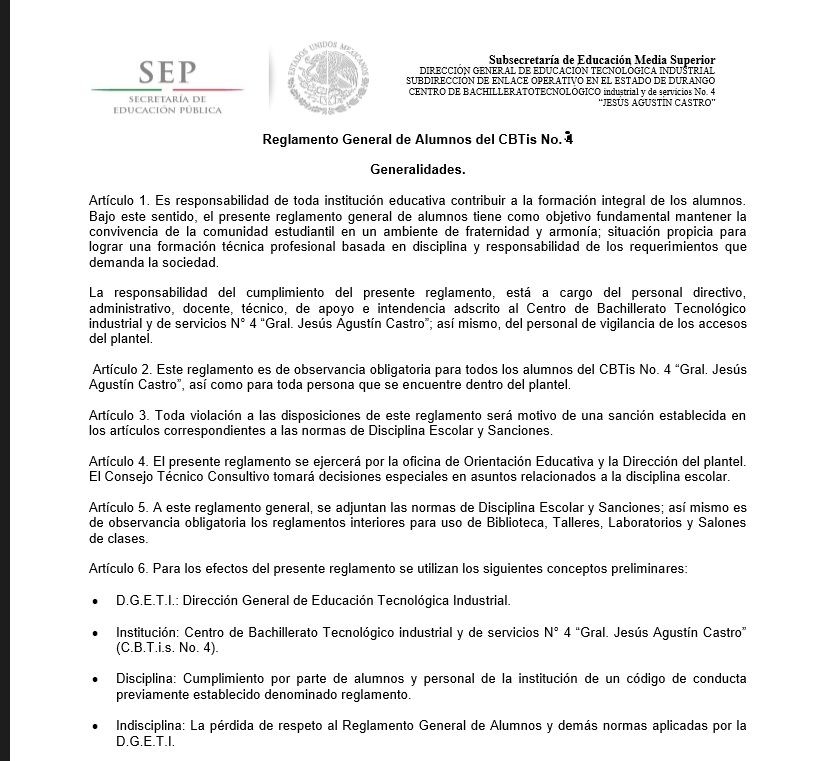 SEP
SECRETARÍA DE
EDUCACIÓN PÚBLICA
ESTADOS UNIDOS MEXICANOS
Subsecretaría de Educación Media Superior
DIRECCIÓN GENERAL DE EDUCACIÓN TECNOLÓGICA INDUSTRIAL
SUBDIRECCIÓN DE ENLACE OPERATIVO EN EL ESTADO DE DURANGO
CENTRO DE BACHILLERATOTECNOLÓGICO industrial y de servicios No. 4
"JESÚS AGUSTÍN CASTRO"
Reglamento General de Alumnos del CBTis No. 4
Generalidades.
Artículo 1. Es responsabilidad de toda institución educativa contribuir a la formación integral de los alumnos.
Bajo este sentido, el presente reglamento general de alumnos tiene como objetivo fundamental mantener la
convivencia de la comunidad estudiantil en un ambiente de fraternidad y armonía; situación propicia para
lograr una formación técnica profesional basada en disciplina y responsabilidad de los requerimientos que
demanda la sociedad.
La responsabilidad del cumplimiento del presente reglamento, está a cargo del personal directivo,
administrativo, docente, técnico, de apoyo e intendencia adscrito al Centro de Bachillerato Tecnológico
industrial y de servicios N° 4 “Gral. Jesús Agustín Castro”; así mismo, del personal de vigilancia de los accesos
del plantel.
Artículo 2. Este reglamento es de observancia obligatoria para todos los alumnos del CBTis No. 4 “Gral. Jesús
Agustín Castro”, así como para toda persona que se encuentre dentro del plantel.
Artículo 3. Toda violación a las disposiciones de este reglamento será motivo de una sanción establecida en
los artículos correspondientes a las normas de Disciplina Escolar y Sanciones.
Artículo 4. El presente reglamento se ejercerá por la oficina de Orientación Educativa y la Dirección del plantel.
El Consejo Técnico Consultivo tomará decisiones especiales en asuntos relacionados a la disciplina escolar.
Artículo 5. A este reglamento general, se adjuntan las normas de Disciplina Escolar y Sanciones; así mismo es
de observancia obligatoria los reglamentos interiores para uso de Biblioteca, Talleres, Laboratorios y Salones
de clases.
Artículo 6. Para los efectos del presente reglamento se utilizan los siguientes conceptos preliminares:
• D.G.E.T.I.: Dirección General de Educación Tecnológica Industrial.
• Institución: Centro de Bachillerato Tecnológico industrial y de servicios N° 4 “Gral. Jesús Agustín Castro”
(C.B.T.i.s. No. 4).
• Disciplina: Cumplimiento por parte de alumnos y personal de la institución de un código de conducta
previamente establecido denominado reglamento.
• Indisciplina: La pérdida de respeto al Reglamento General de Alumnos y demás normas aplicadas por la
D.G.E.T.I.